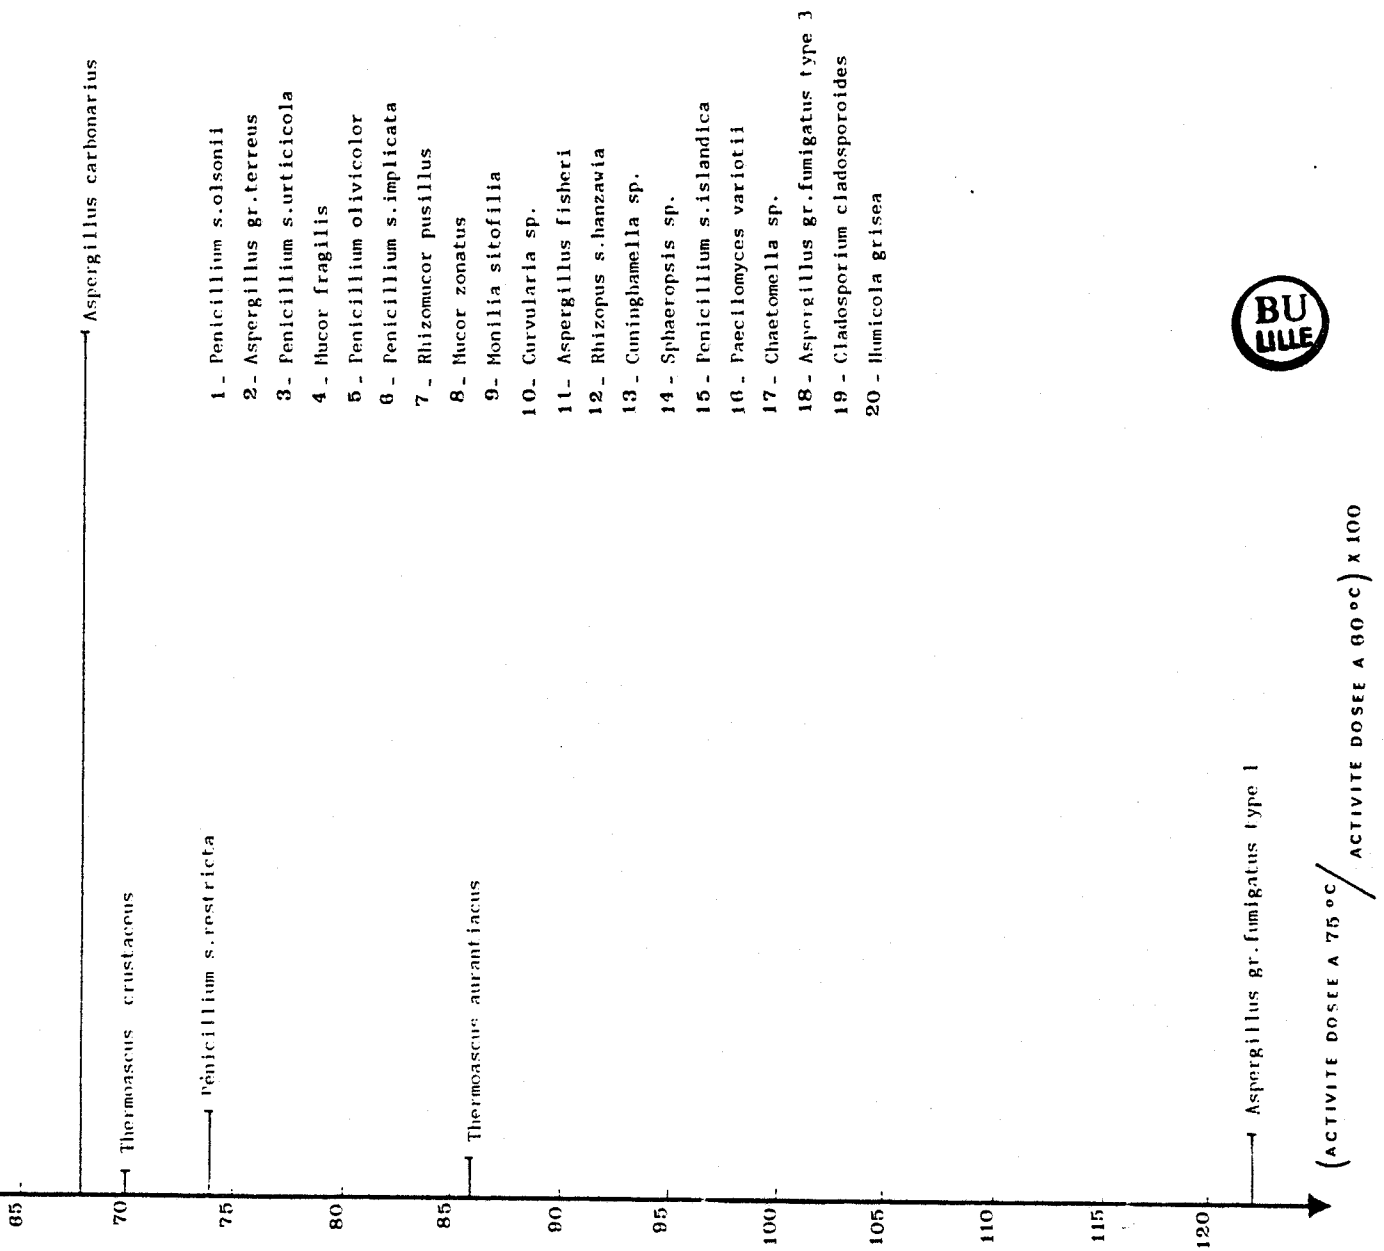 Aspergillus carbonarius
1 - Penicillium s.olsonii
2 - Aspergillus gr.terreus
3 - Penicillium s.urticicola
4 - Mucor fragilis
5 - Penicillium olivicolor
6 - Penicillium s.implicata
7 - Rhizomucor pusillus
8 - Mucor zonatus
9 - Monilia sitofilia
10 - Curvularia sp.
11 - Aspergillus fisheri
12 - Rhizopus s.hanzawia
13 - Cuninghamella sp.
14 - Sphaeropsis sp.
15 - Penicillium s.islandica
16 - Paecilomyces variotii
17 - Chaetomella sp.
18 - Aspergillus gr.fumigatus type 3
19 - Cladosporium cladosporoides
20 - Humicola grisea
BU
LILLE
Thermoascus crustaceus
Pénicillium s.restricta
Thermoascus aurantiacus
Aspergillus gr.fumigatus type 1
65
70
75
80
85
90
95
100
105
110
115
120
(ACTIVITE DOSEE A 75 °C / ACTIVITE DOSEE A 60 °C) X 100